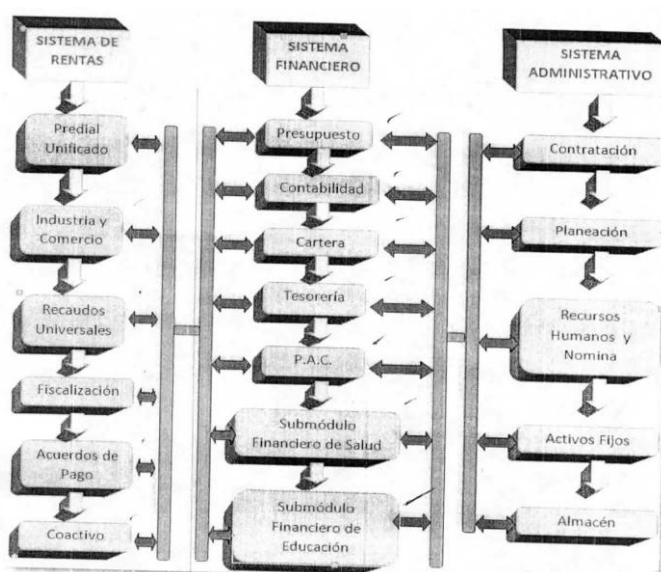 SISTEMA DE
RENTAS
Predial
Unificado
Industria y
Comercio
Recaudos
Universales
Fiscalización
Acuerdos de
Pago
Coactivo
SISTEMA
FINANCIERO
Presupuesto
Contabilidad
Cartera
Tesorería
P.A.C.
Submódulo
Financiero de Salud
Submódulo
Financiero de
Educación
SISTEMA
ADMINISTRATIVO
Contratación
Planeación
Recursos
Humanos y
Nomina
Activos Fijos
Almacén